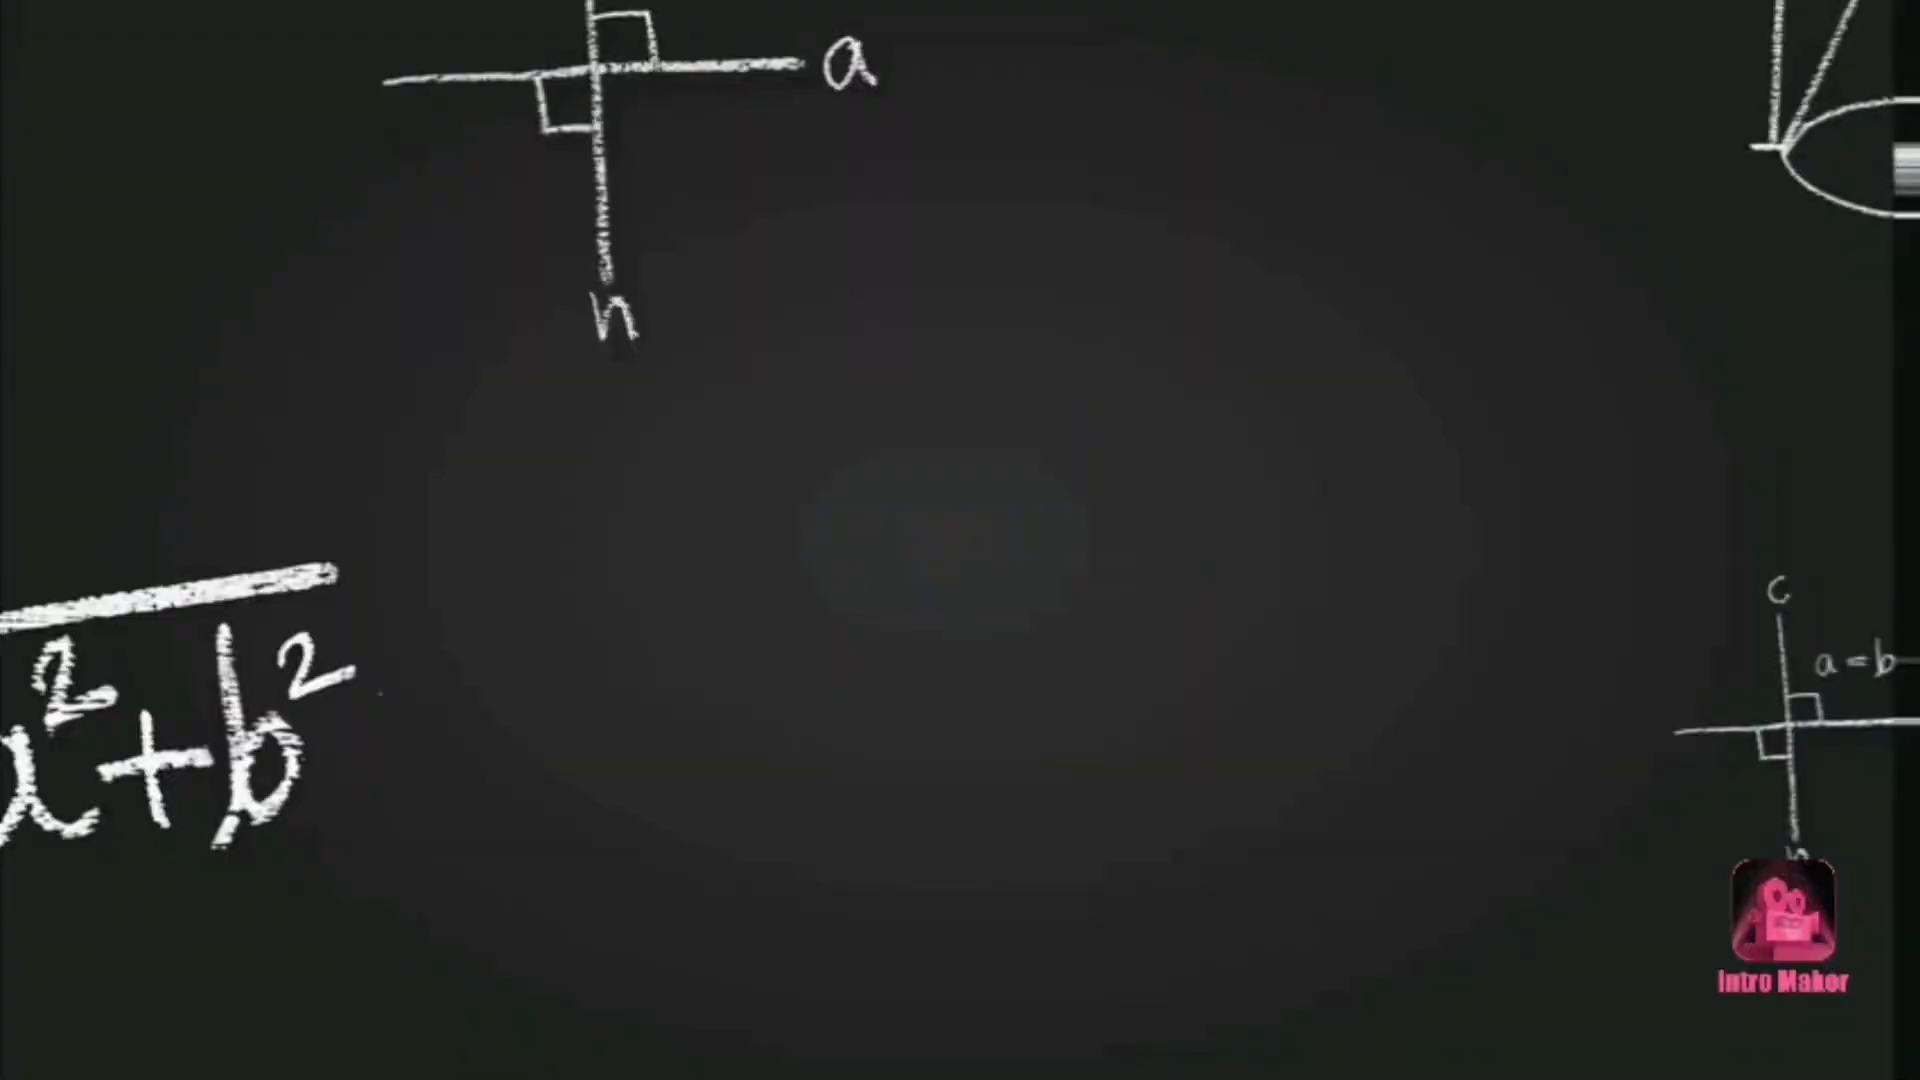 a
n
a²+b²
c
a=b
n
Intro Maker